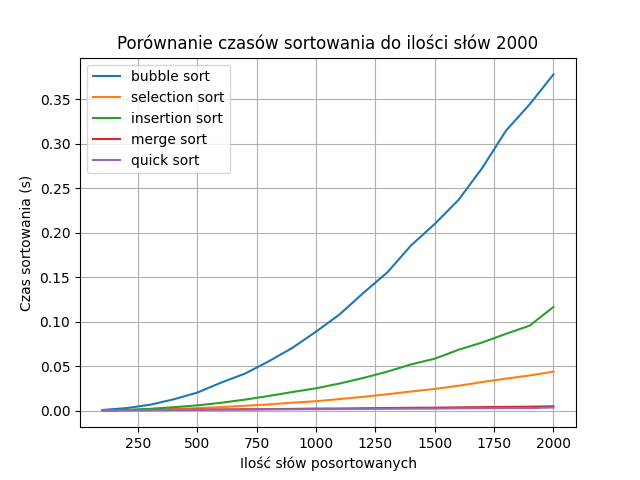 Porównanie czasów sortowania do ilości słów 2000
bubble sort
selection sort
insertion sort
merge sort
quick sort
Czas sortowania (s)
0.35
0.30
0.25
0.20
0.15
0.10
0.05
0.00
250 500 750 1000 1250 1500 1750 2000
Ilość słów posortowanych